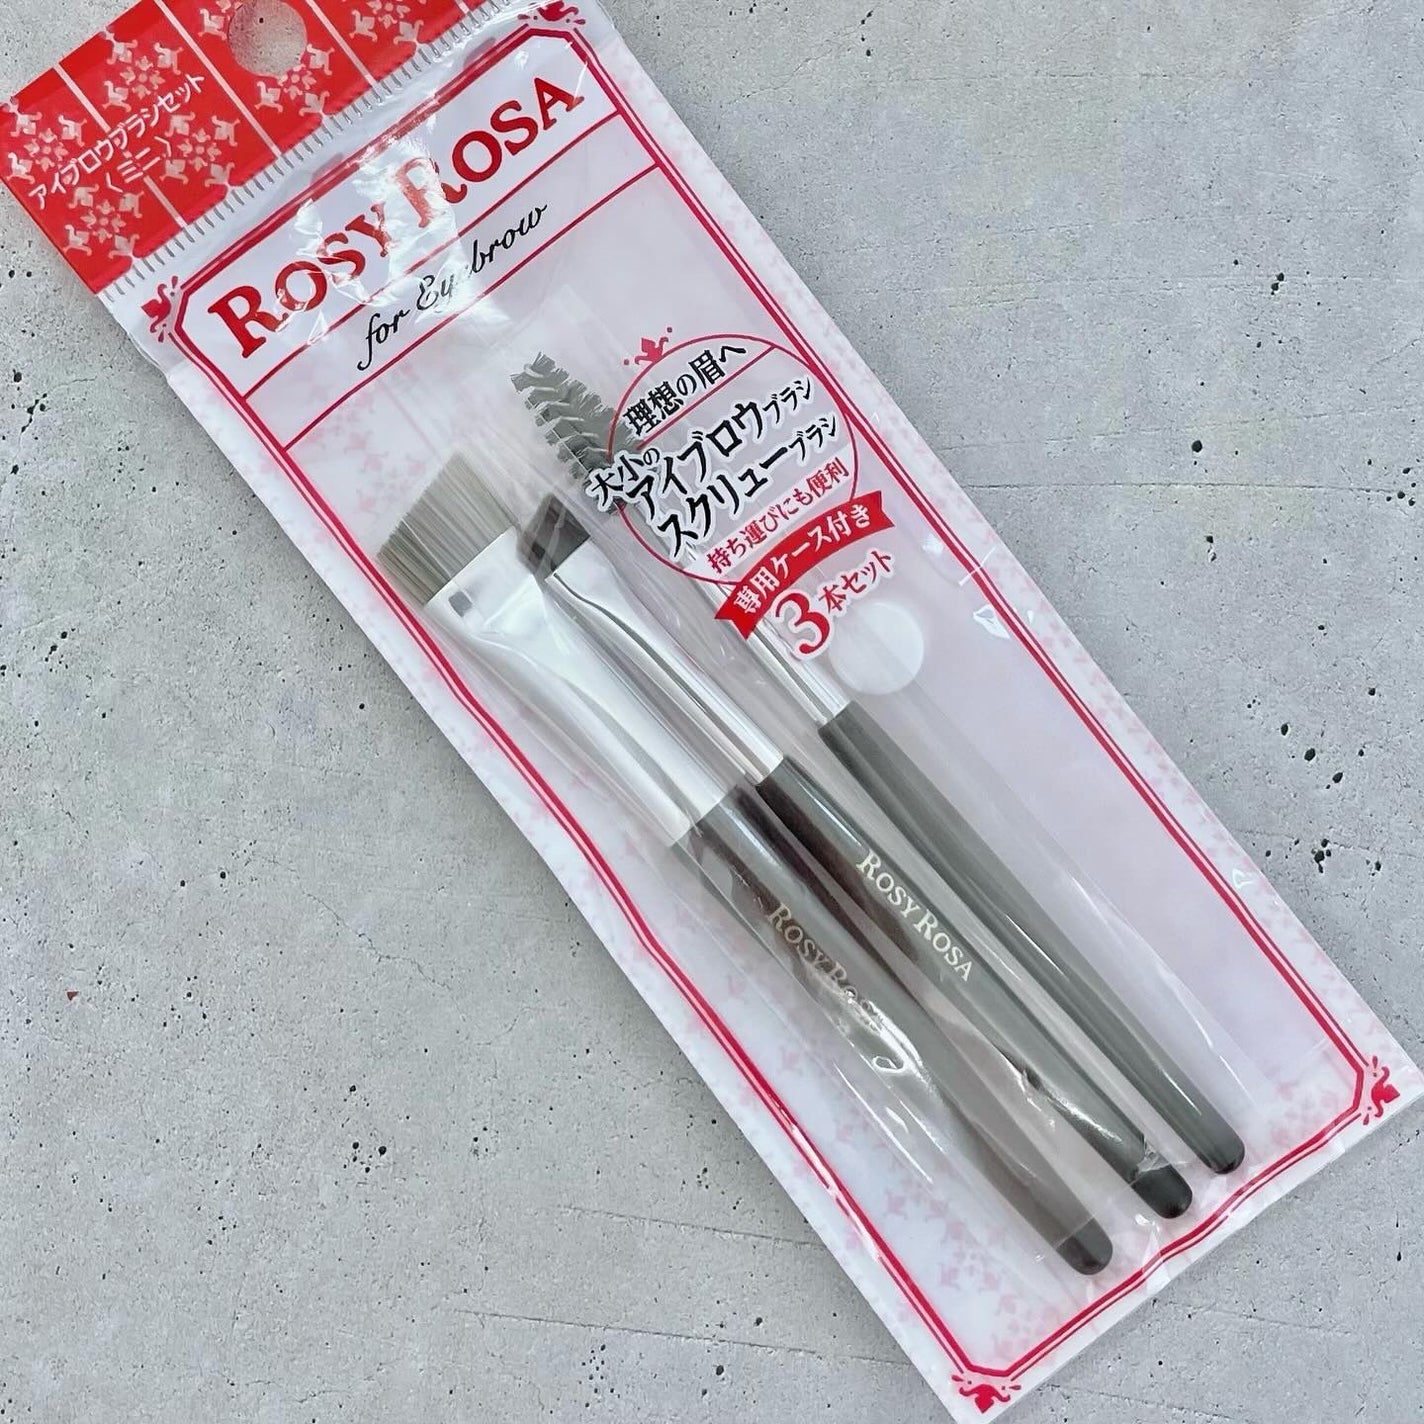 アイブロウブラシセット
〈ミニ〉
ROSY ROSA
for Eyebrow
理想の眉へ
大小のアイブロウブラシ
スクリューブラシ
持ち運びにも便利
専用ケース付き
3本セット
ROSY ROSA
ROSY ROSA